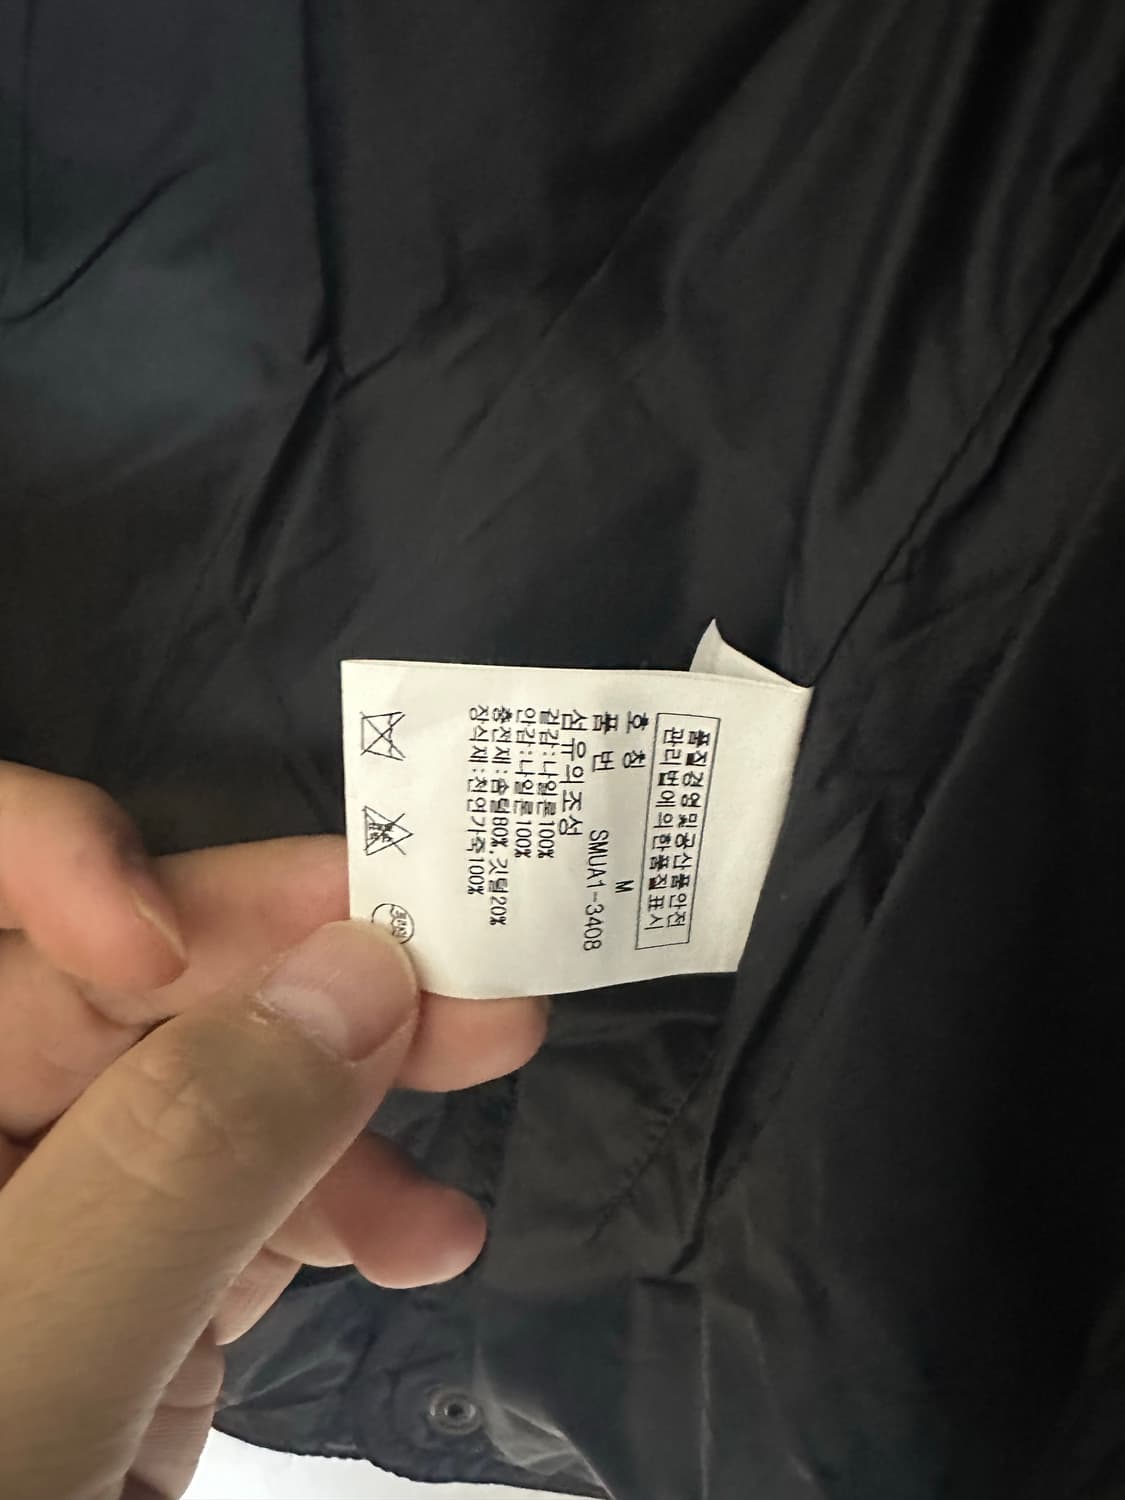 품질경영및공산품안전
관리법에의한품질표시
호 칭 M
품 번 SMUA1-3408
섬유의조성
겉감:나일론100%
안감:나일론100%
충전재:솜털80%,깃털20%
장식재:천연가죽100%